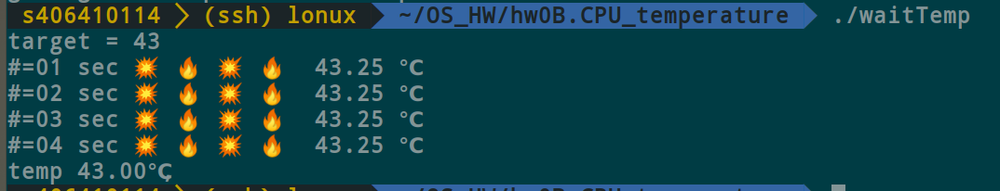 s406410114 (ssh) lonux ~/OS_HW/hw0B.CPU_temperature ./waitTemp
target = 43
#=01 sec 💥 🔥 💥 🔥 43.25 °C
#=02 sec 💥 🔥 💥 🔥 43.25 °C
#=03 sec 💥 🔥 💥 🔥 43.25 °C
#=04 sec 💥 🔥 💥 🔥 43.25 °C
temp 43.00°C,